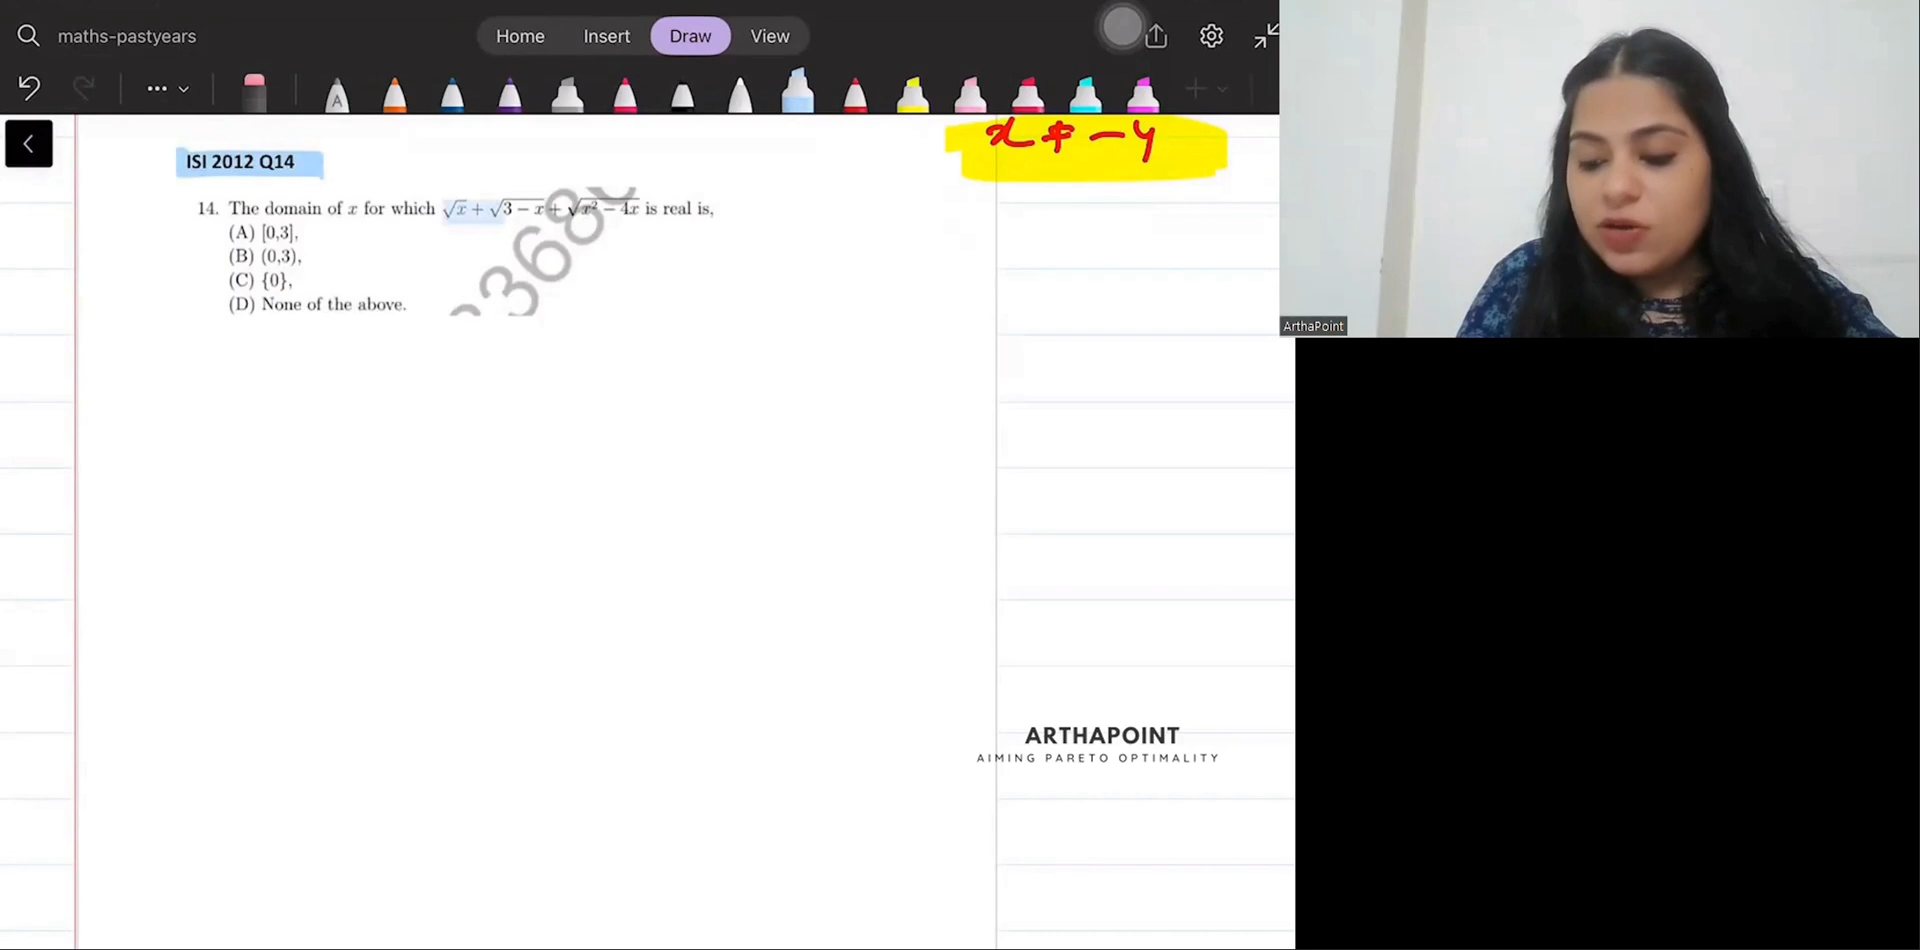 maths-pastyears
Home Insert Draw View
A
x ≠ -y
ISI 2012 Q14
14. The domain of x for which √x + √3 − x + √x² − 4x is real is,
(A) [0,3],
(B) (0,3),
(C) {0},
(D) None of the above.
368
ArthaPoint
ARTHAPOINT
AIMING PARETO OPTIMALITY